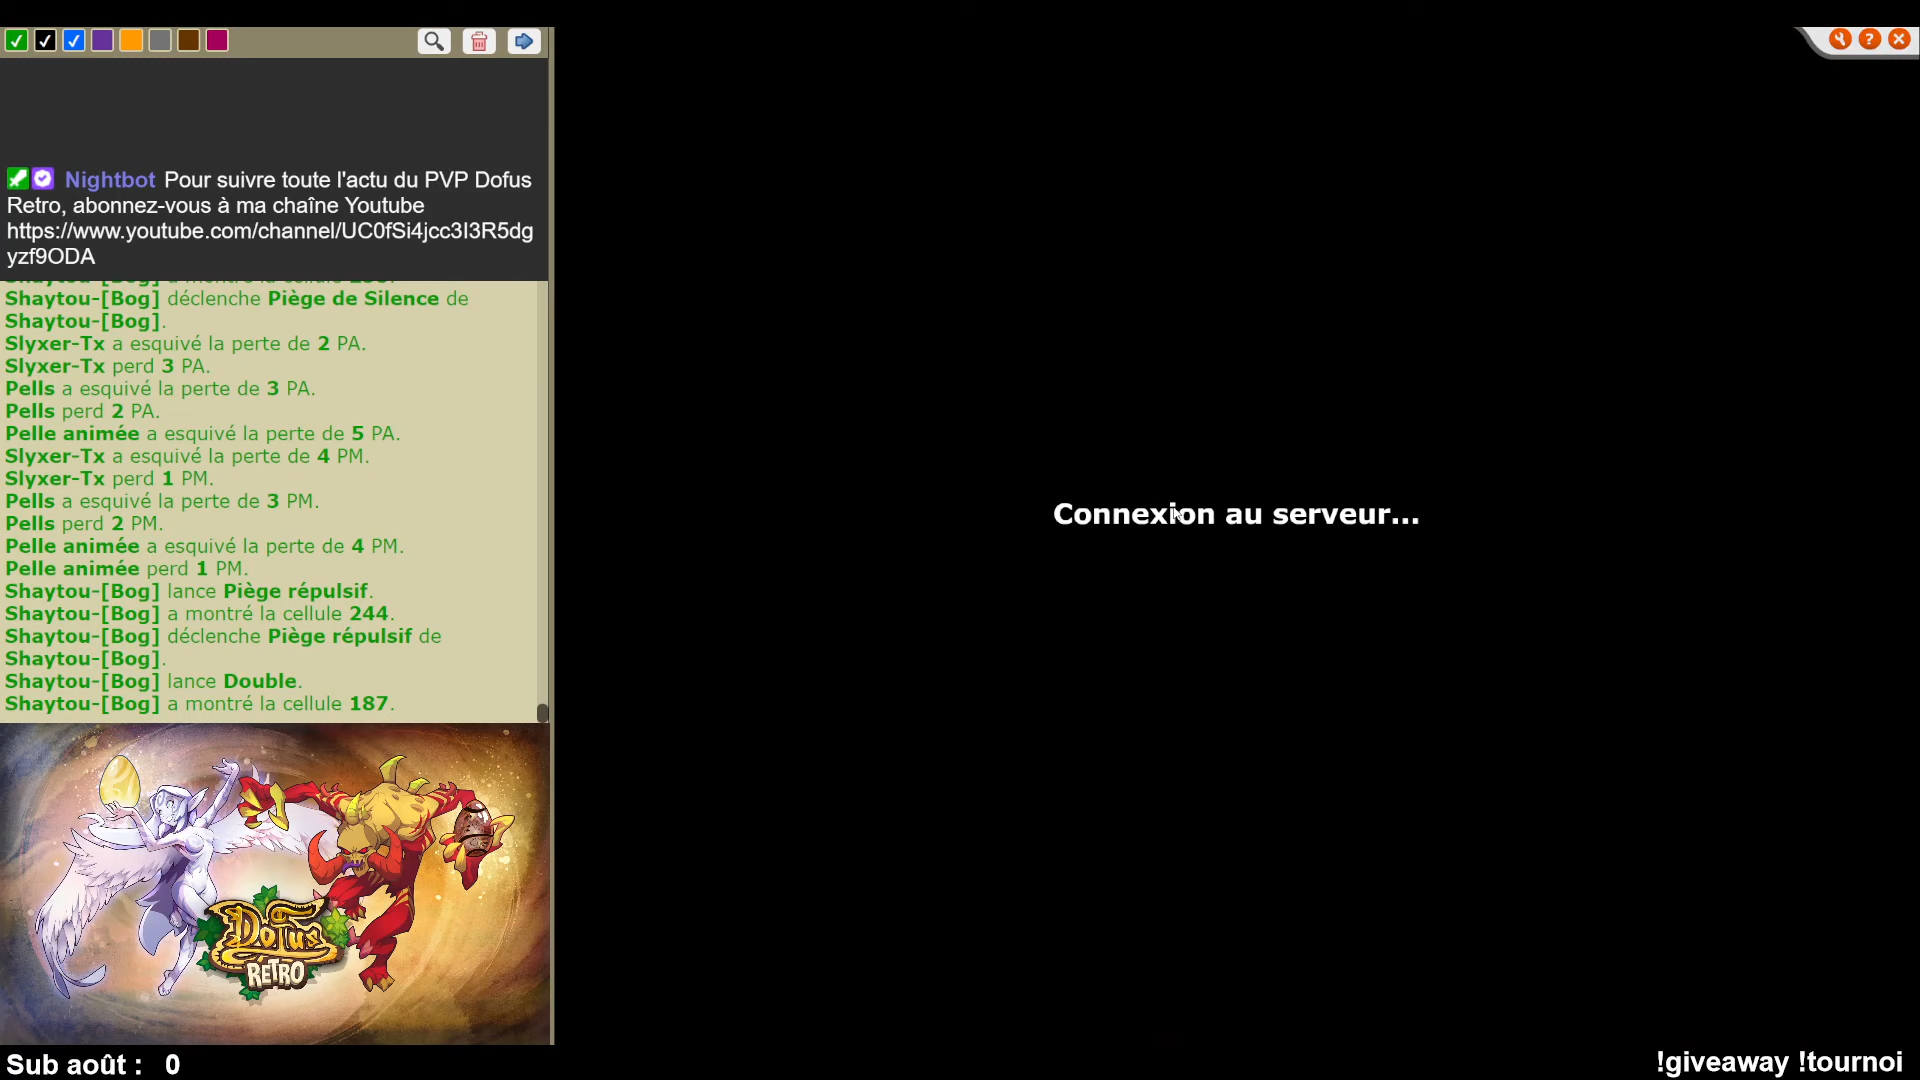 Nightbot Pour suivre toute l'actu du PVP Dofus
Retro, abonnez-vous à ma chaîne Youtube
https://www.youtube.com/channel/UC0fSi4jcc3I3R5dg
yzf9ODA
Shaytou-[Bog] déclenche Piège de Silence de
Shaytou-[Bog].
Slyxer-Tx a esquivé la perte de 2 PA.
Slyxer-Tx perd 3 PA.
Pells a esquivé la perte de 3 PA.
Pells perd 2 PA.
Pelle animée a esquivé la perte de 5 PA.
Slyxer-Tx a esquivé la perte de 4 PM.
Slyxer-Tx perd 1 PM.
Pells a esquivé la perte de 3 PM.
Pells perd 2 PM.
Pelle animée a esquivé la perte de 4 PM.
Pelle animée perd 1 PM.
Shaytou-[Bog] lance Piège répulsif.
Shaytou-[Bog] a montré la cellule 244.
Shaytou-[Bog] déclenche Piège répulsif de
Shaytou-[Bog].
Shaytou-[Bog] lance Double.
Shaytou-[Bog] a montré la cellule 187.
Connexion au serveur...
DOFUS
RETRO
Sub août : 0
!giveaway !tournoi